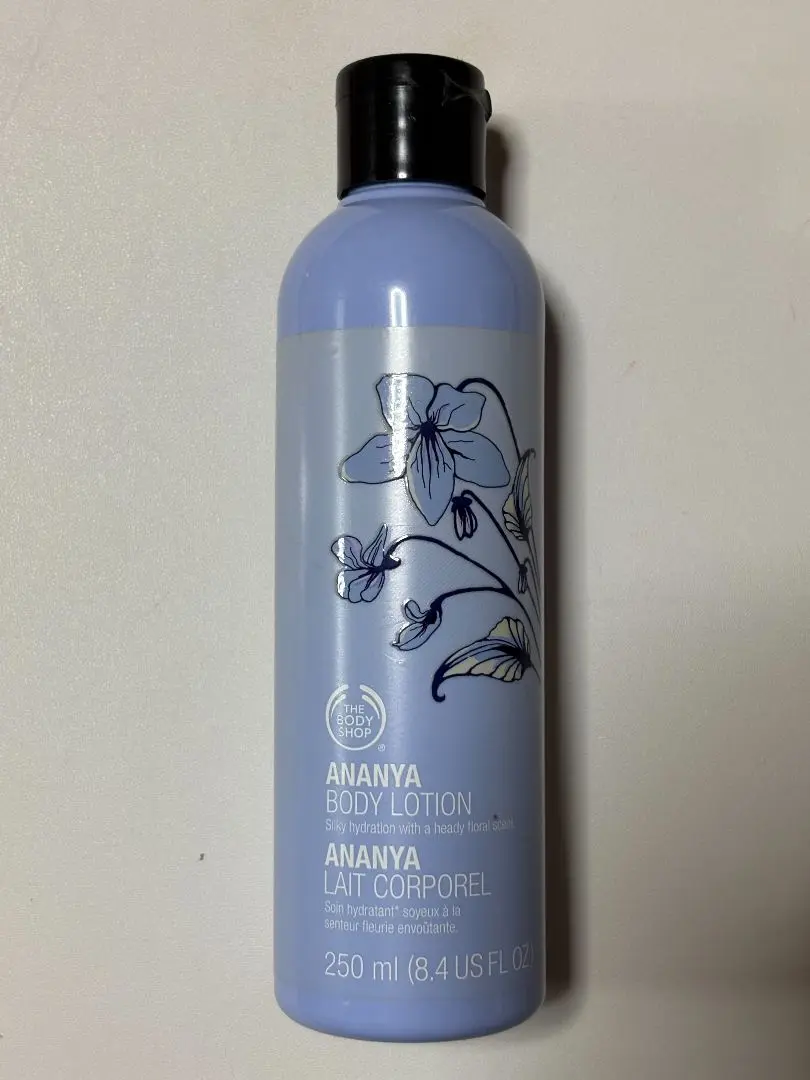 THE
BODY
SHOP
®
ANANYA
BODY LOTION
Silky hydration with a heady floral scent.
ANANYA
LAIT CORPOREL
Soin hydratant* soyeux à la
senteur fleurie envoûtante.
250 ml (8.4 US FL OZ)